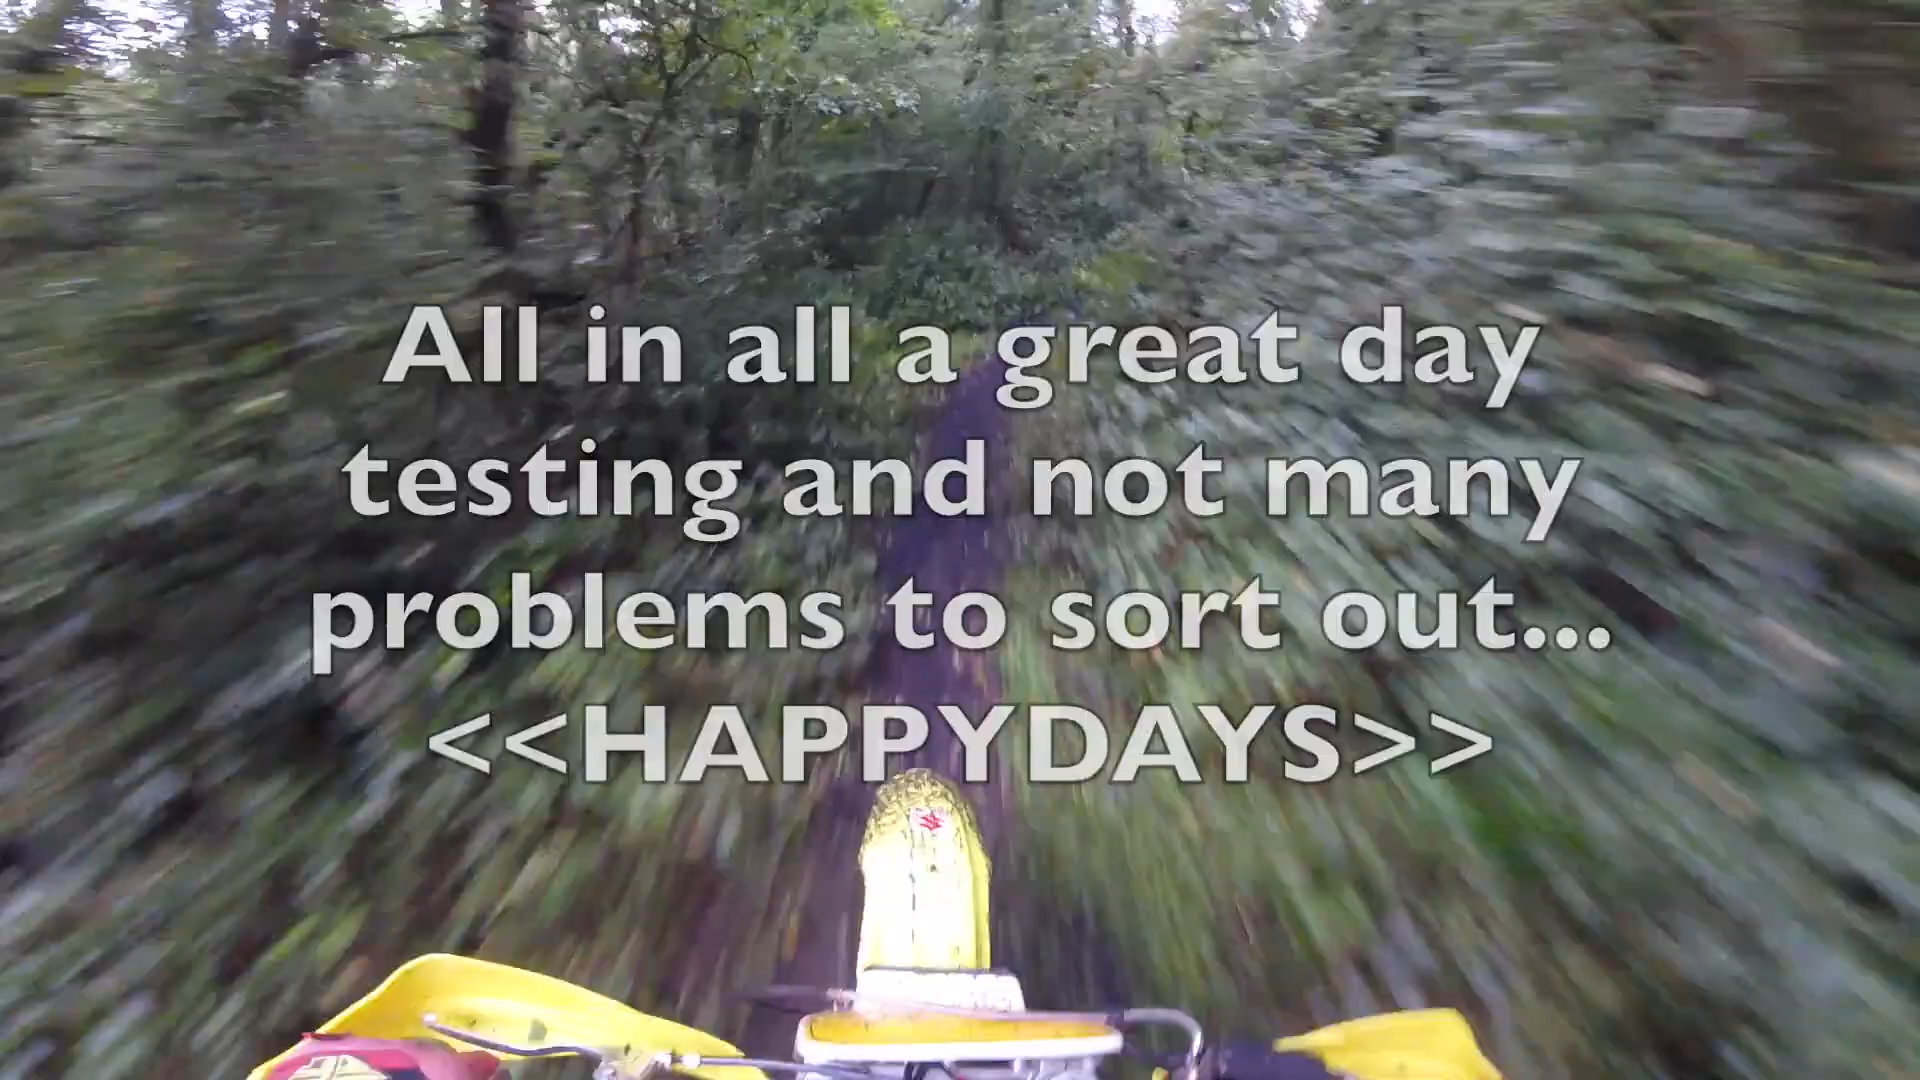 All in all a great day
testing and not many
problems to sort out...
<<HAPPYDAYS>>